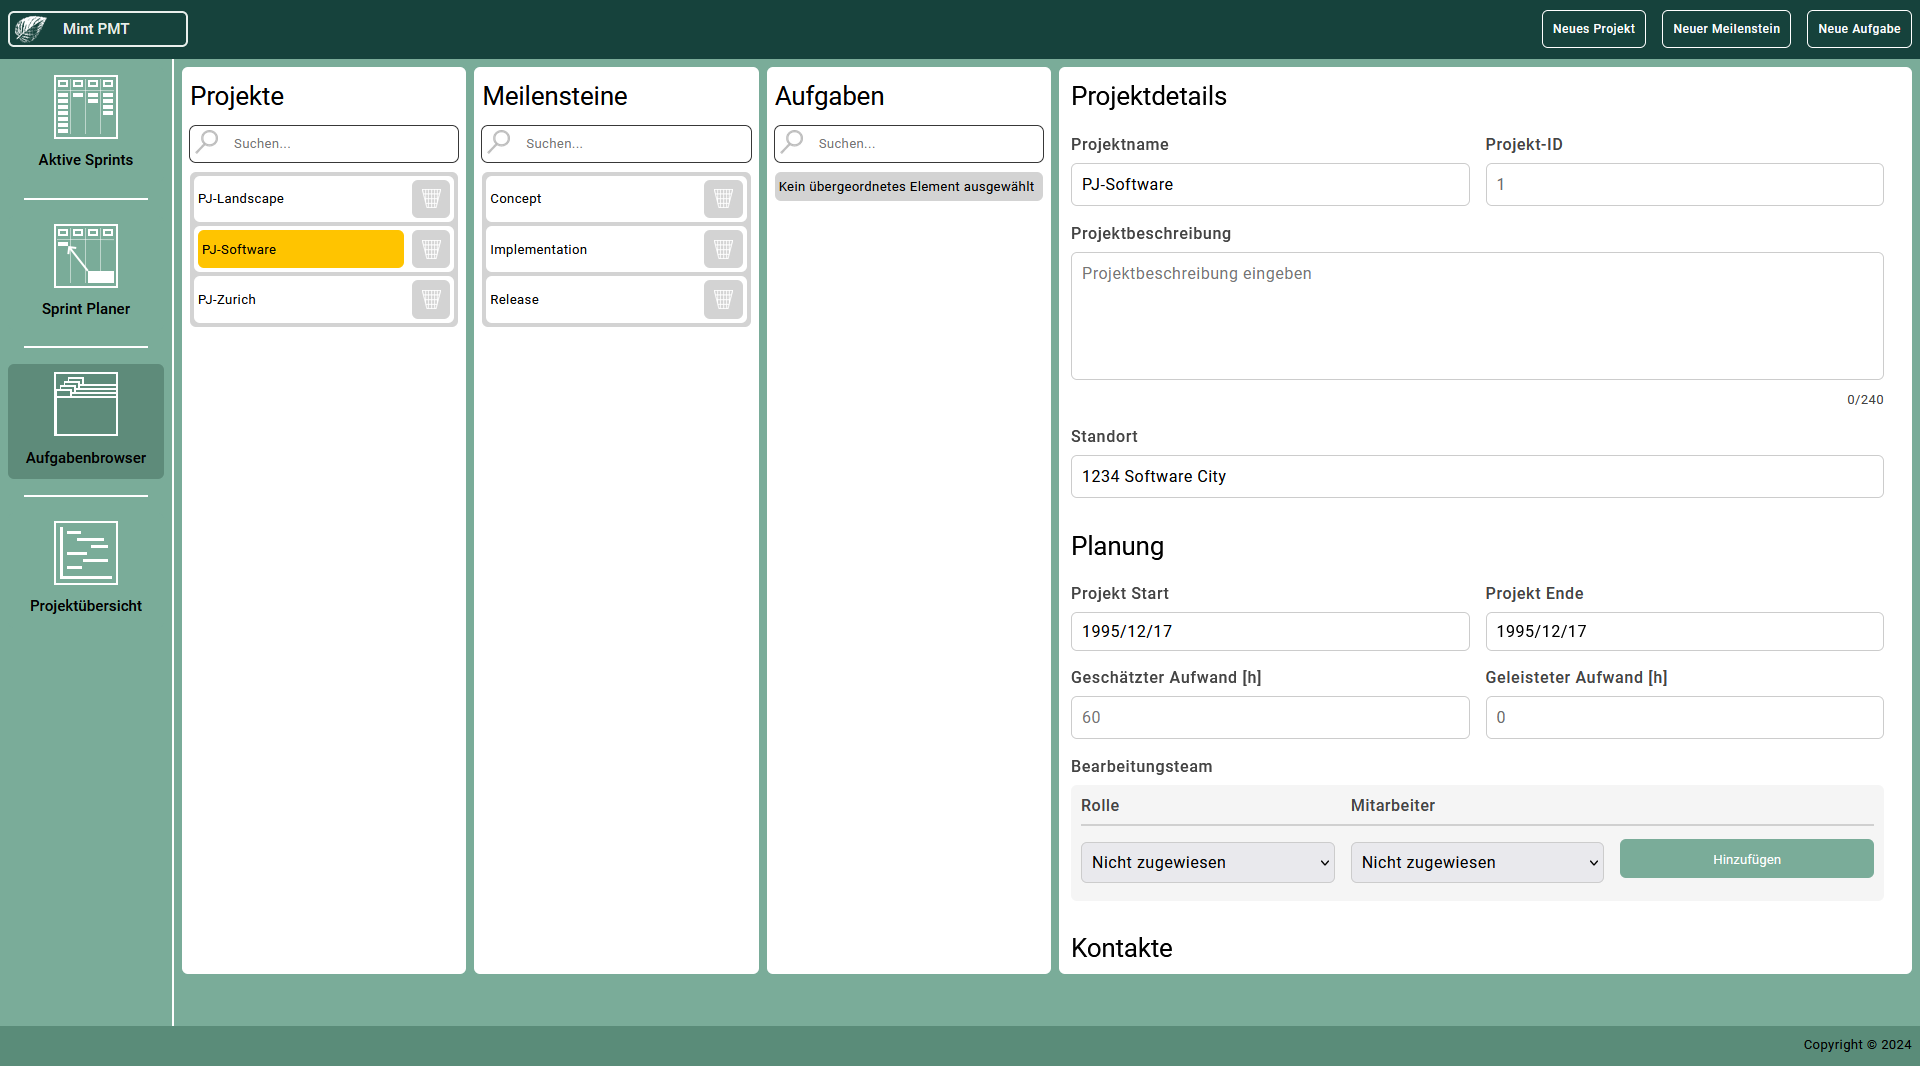 Mint PMT
Neues Projekt
Neuer Meilenstein
Neue Aufgabe
Aktive Sprints
Sprint Planer
Aufgabenbrowser
Projektübersicht
Projekte
Suchen...
PJ-Landscape
PJ-Software
PJ-Zurich
Meilensteine
Suchen...
Concept
Implementation
Release
Aufgaben
Suchen...
Kein übergeordnetes Element ausgewählt
Projektdetails
Projektname
Projekt-ID
PJ-Software
1
Projektbeschreibung
Projektbeschreibung eingeben
0/240
Standort
1234 Software City
Planung
Projekt Start
Projekt Ende
1995/12/17
1995/12/17
Geschätzter Aufwand [h]
Geleisteter Aufwand [h]
60
0
Bearbeitungsteam
Rolle
Mitarbeiter
Nicht zugewiesen
Nicht zugewiesen
Hinzufügen
Kontakte
Copyright © 2024